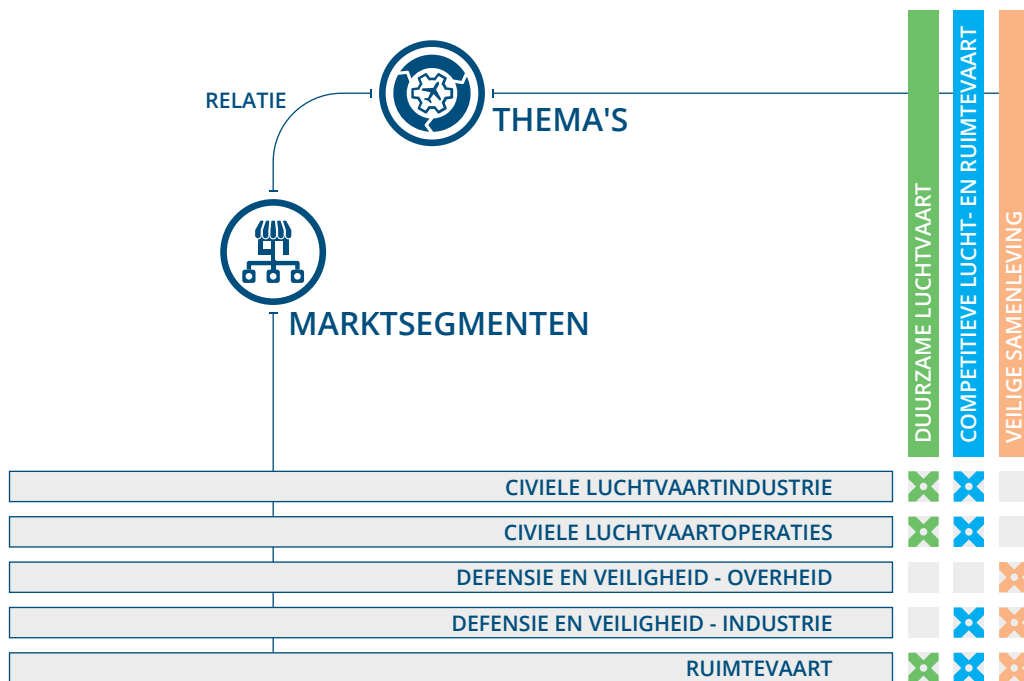 RELATIE
THEMA'S
MARKTSEGMENTEN
DUURZAME LUCHTVAART
COMPETITIEVE LUCHT- EN RUIMTEVAART
VEILIGE SAMENLEVING
CIVIELE LUCHTVAARTINDUSTRIE
CIVIELE LUCHTVAARTOPERATIES
DEFENSIE EN VEILIGHEID - OVERHEID
DEFENSIE EN VEILIGHEID - INDUSTRIE
RUIMTEVAART